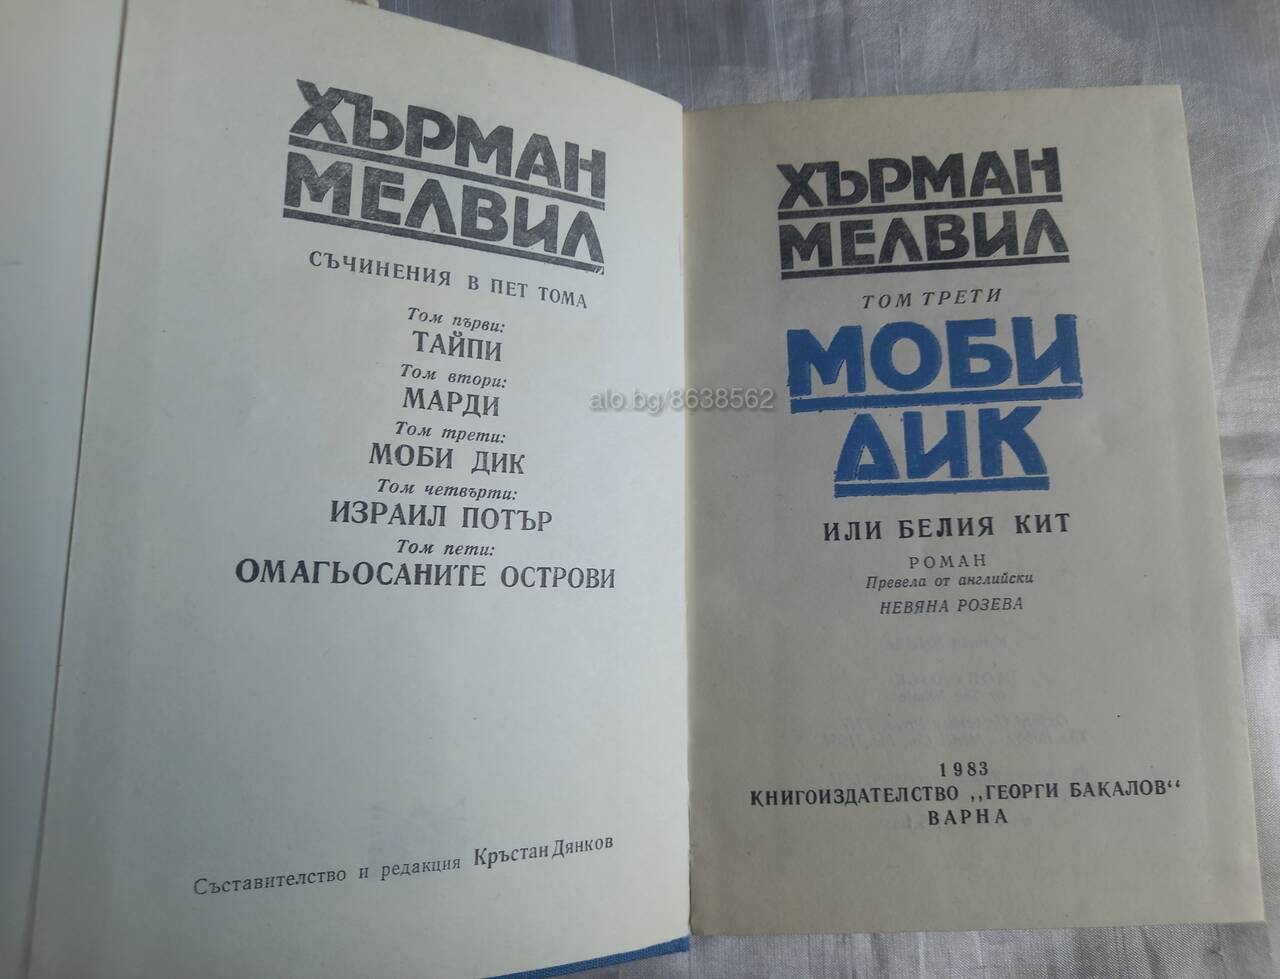 ХЪРМАН
МЕЛВИЛ
СЪЧИНЕНИЯ В ПЕТ ТОМА
Том първи:
ТАЙПИ
Том втори:
МАРДИ
Том трети:
МОБИ ДИК
Том четвърти:
ИЗРАИЛ ПОТЪР
Том пети:
ОМАГЬОСАНИТЕ ОСТРОВИ
Съставителство и редакция Кръстан Дянков
alo.bg/8638562
ХЪРМАН
МЕЛВИЛ
ТОМ ТРЕТИ
МОБИ
ДИК
ИЛИ БЕЛИЯ КИТ
РОМАН
Превела от английски
НЕВЯНА РОЗЕВА
1983
КНИГОИЗДАТЕЛСТВО „ГЕОРГИ БАКАЛОВ“
ВАРНА